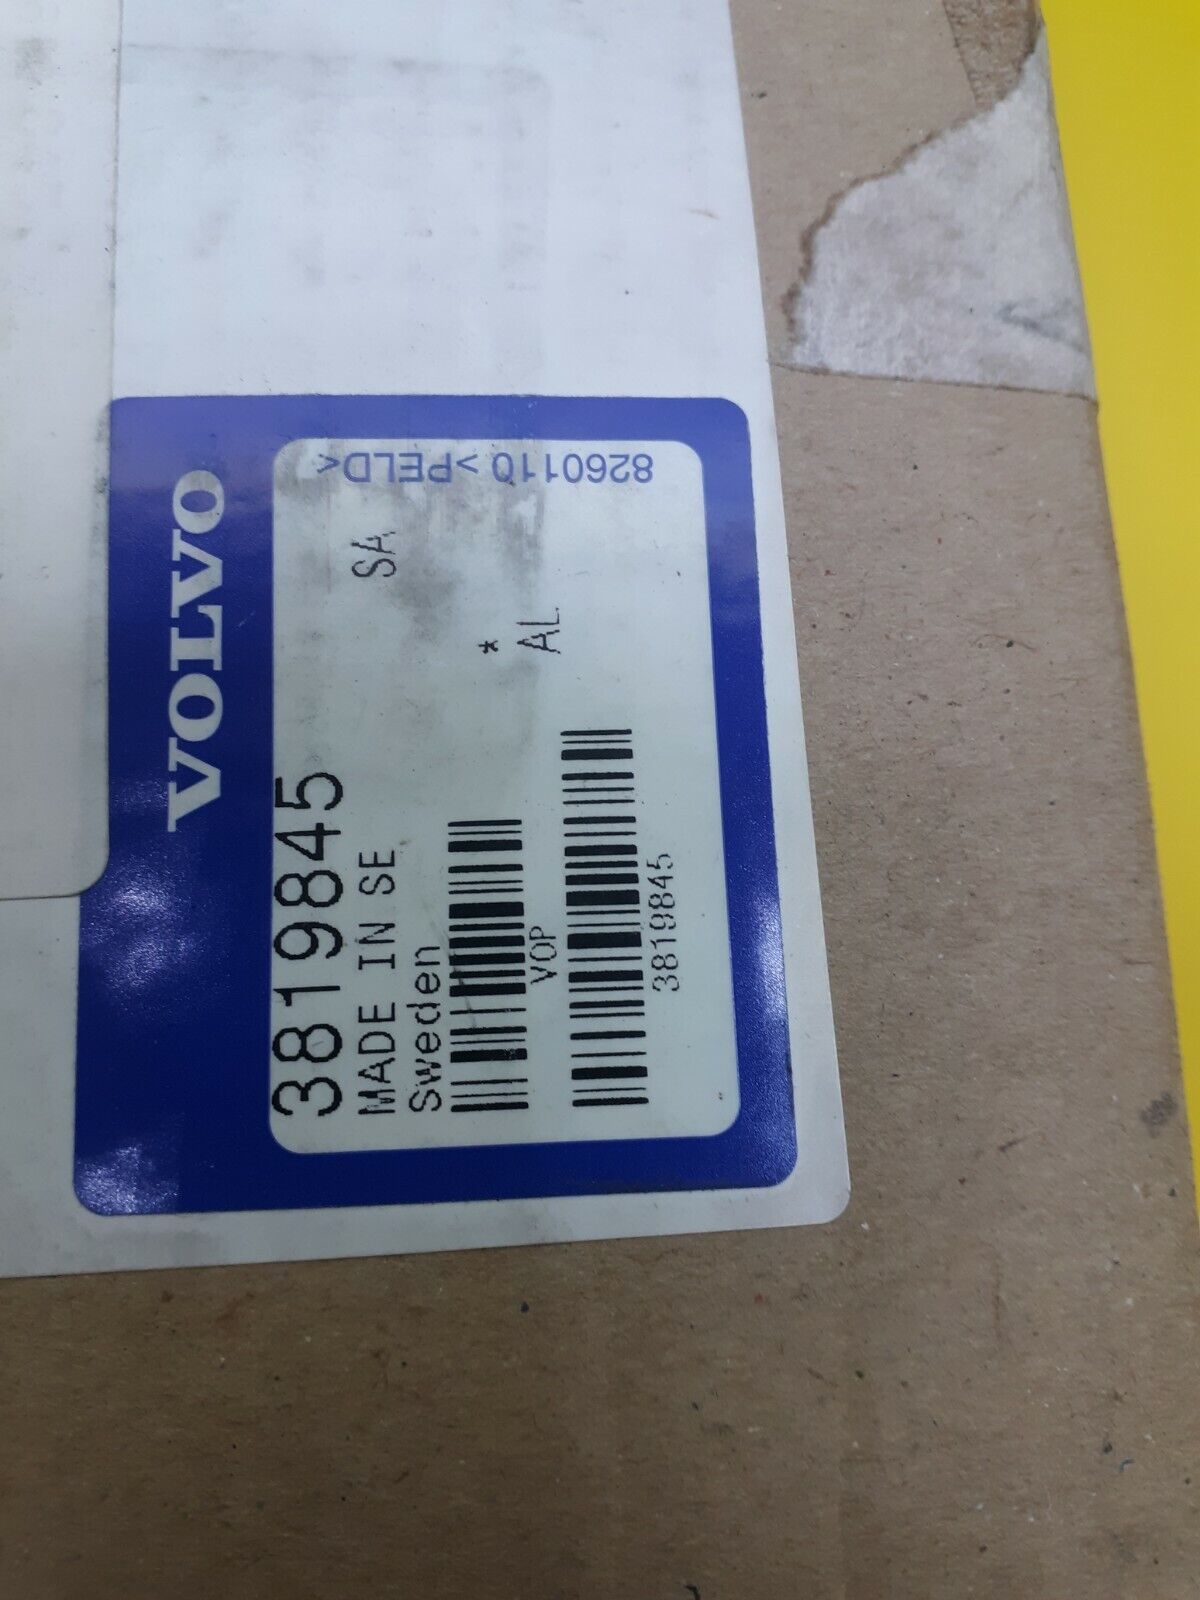 VOLVO
3819845
MADE IN SE SA
Sweden
*
VOP AL.
3819845
8260110 >PELD<